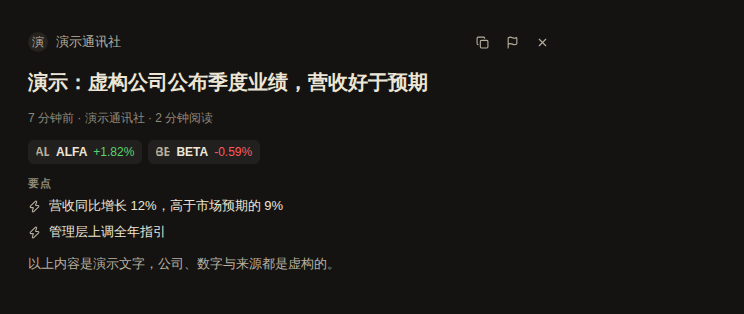 演 演示通讯社
演示：虚构公司公布季度业绩，营收好于预期
7 分钟前 · 演示通讯社 · 2 分钟阅读
AL ALFA +1.82% BE BETA -0.59%
要点
营收同比增长 12%，高于市场预期的 9%
管理层上调全年指引
以上内容是演示文字，公司、数字与来源都是虚构的。